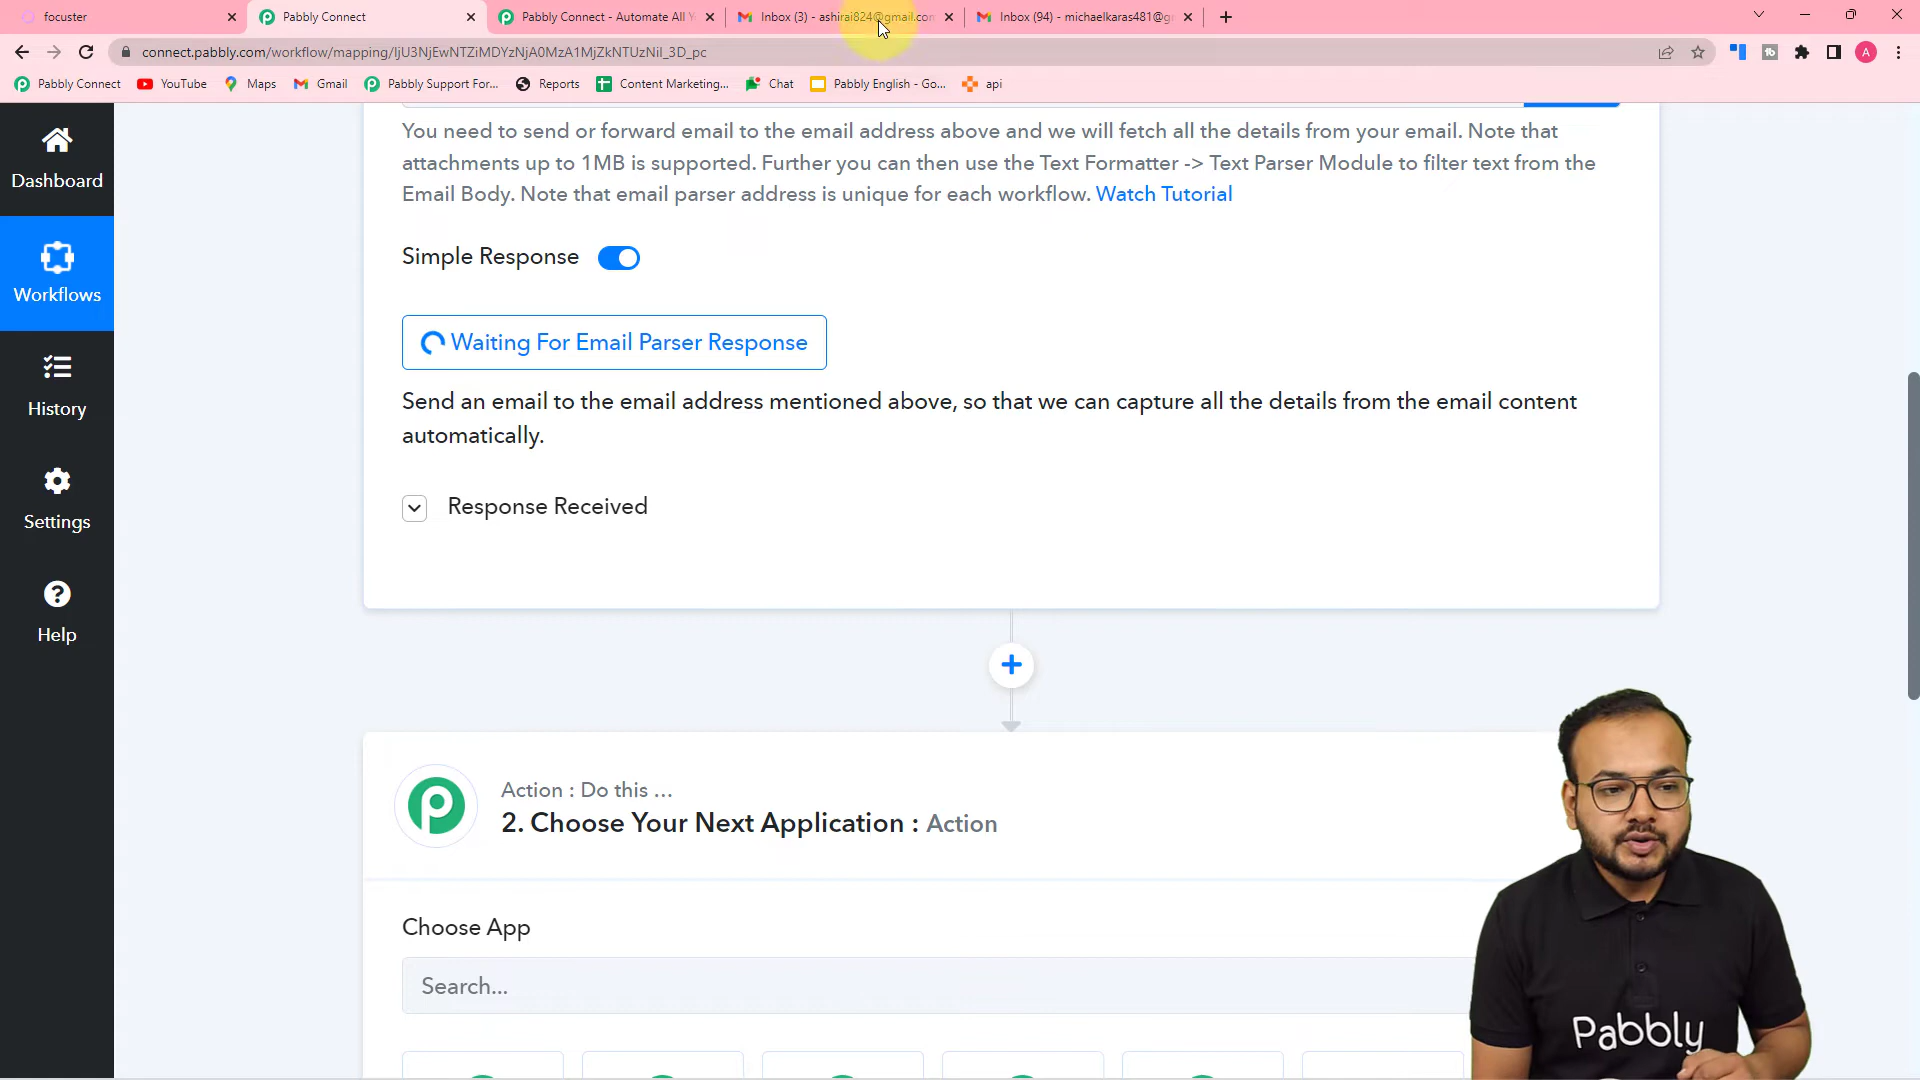 focuster
Pabbly Connect
Pabbly Connect - Automate All Y
Inbox (3) - ashirai824@gmail.com
Inbox (94) - michaelkaras481@g
connect.pabbly.com/workflow/mapping/IjU3NjEwNTZiMDYzNjA0MzA1MjZkNTUzNiI_3D_pc
A
Pabbly Connect
YouTube
Maps
Gmail
Pabbly Support For...
Reports
Content Marketing...
Chat
Pabbly English - Go...
api
Dashboard
Workflows
History
Settings
Help
You need to send or forward email to the email address above and we will fetch all the details from your email. Note that
attachments up to 1MB is supported. Further you can then use the Text Formatter -> Text Parser Module to filter text from the
Email Body. Note that email parser address is unique for each workflow. Watch Tutorial
Simple Response
Waiting For Email Parser Response
Send an email to the email address mentioned above, so that we can capture all the details from the email content
automatically.
Response Received
Action : Do this ...
2. Choose Your Next Application : Action
Choose App
Search...
Pabbly